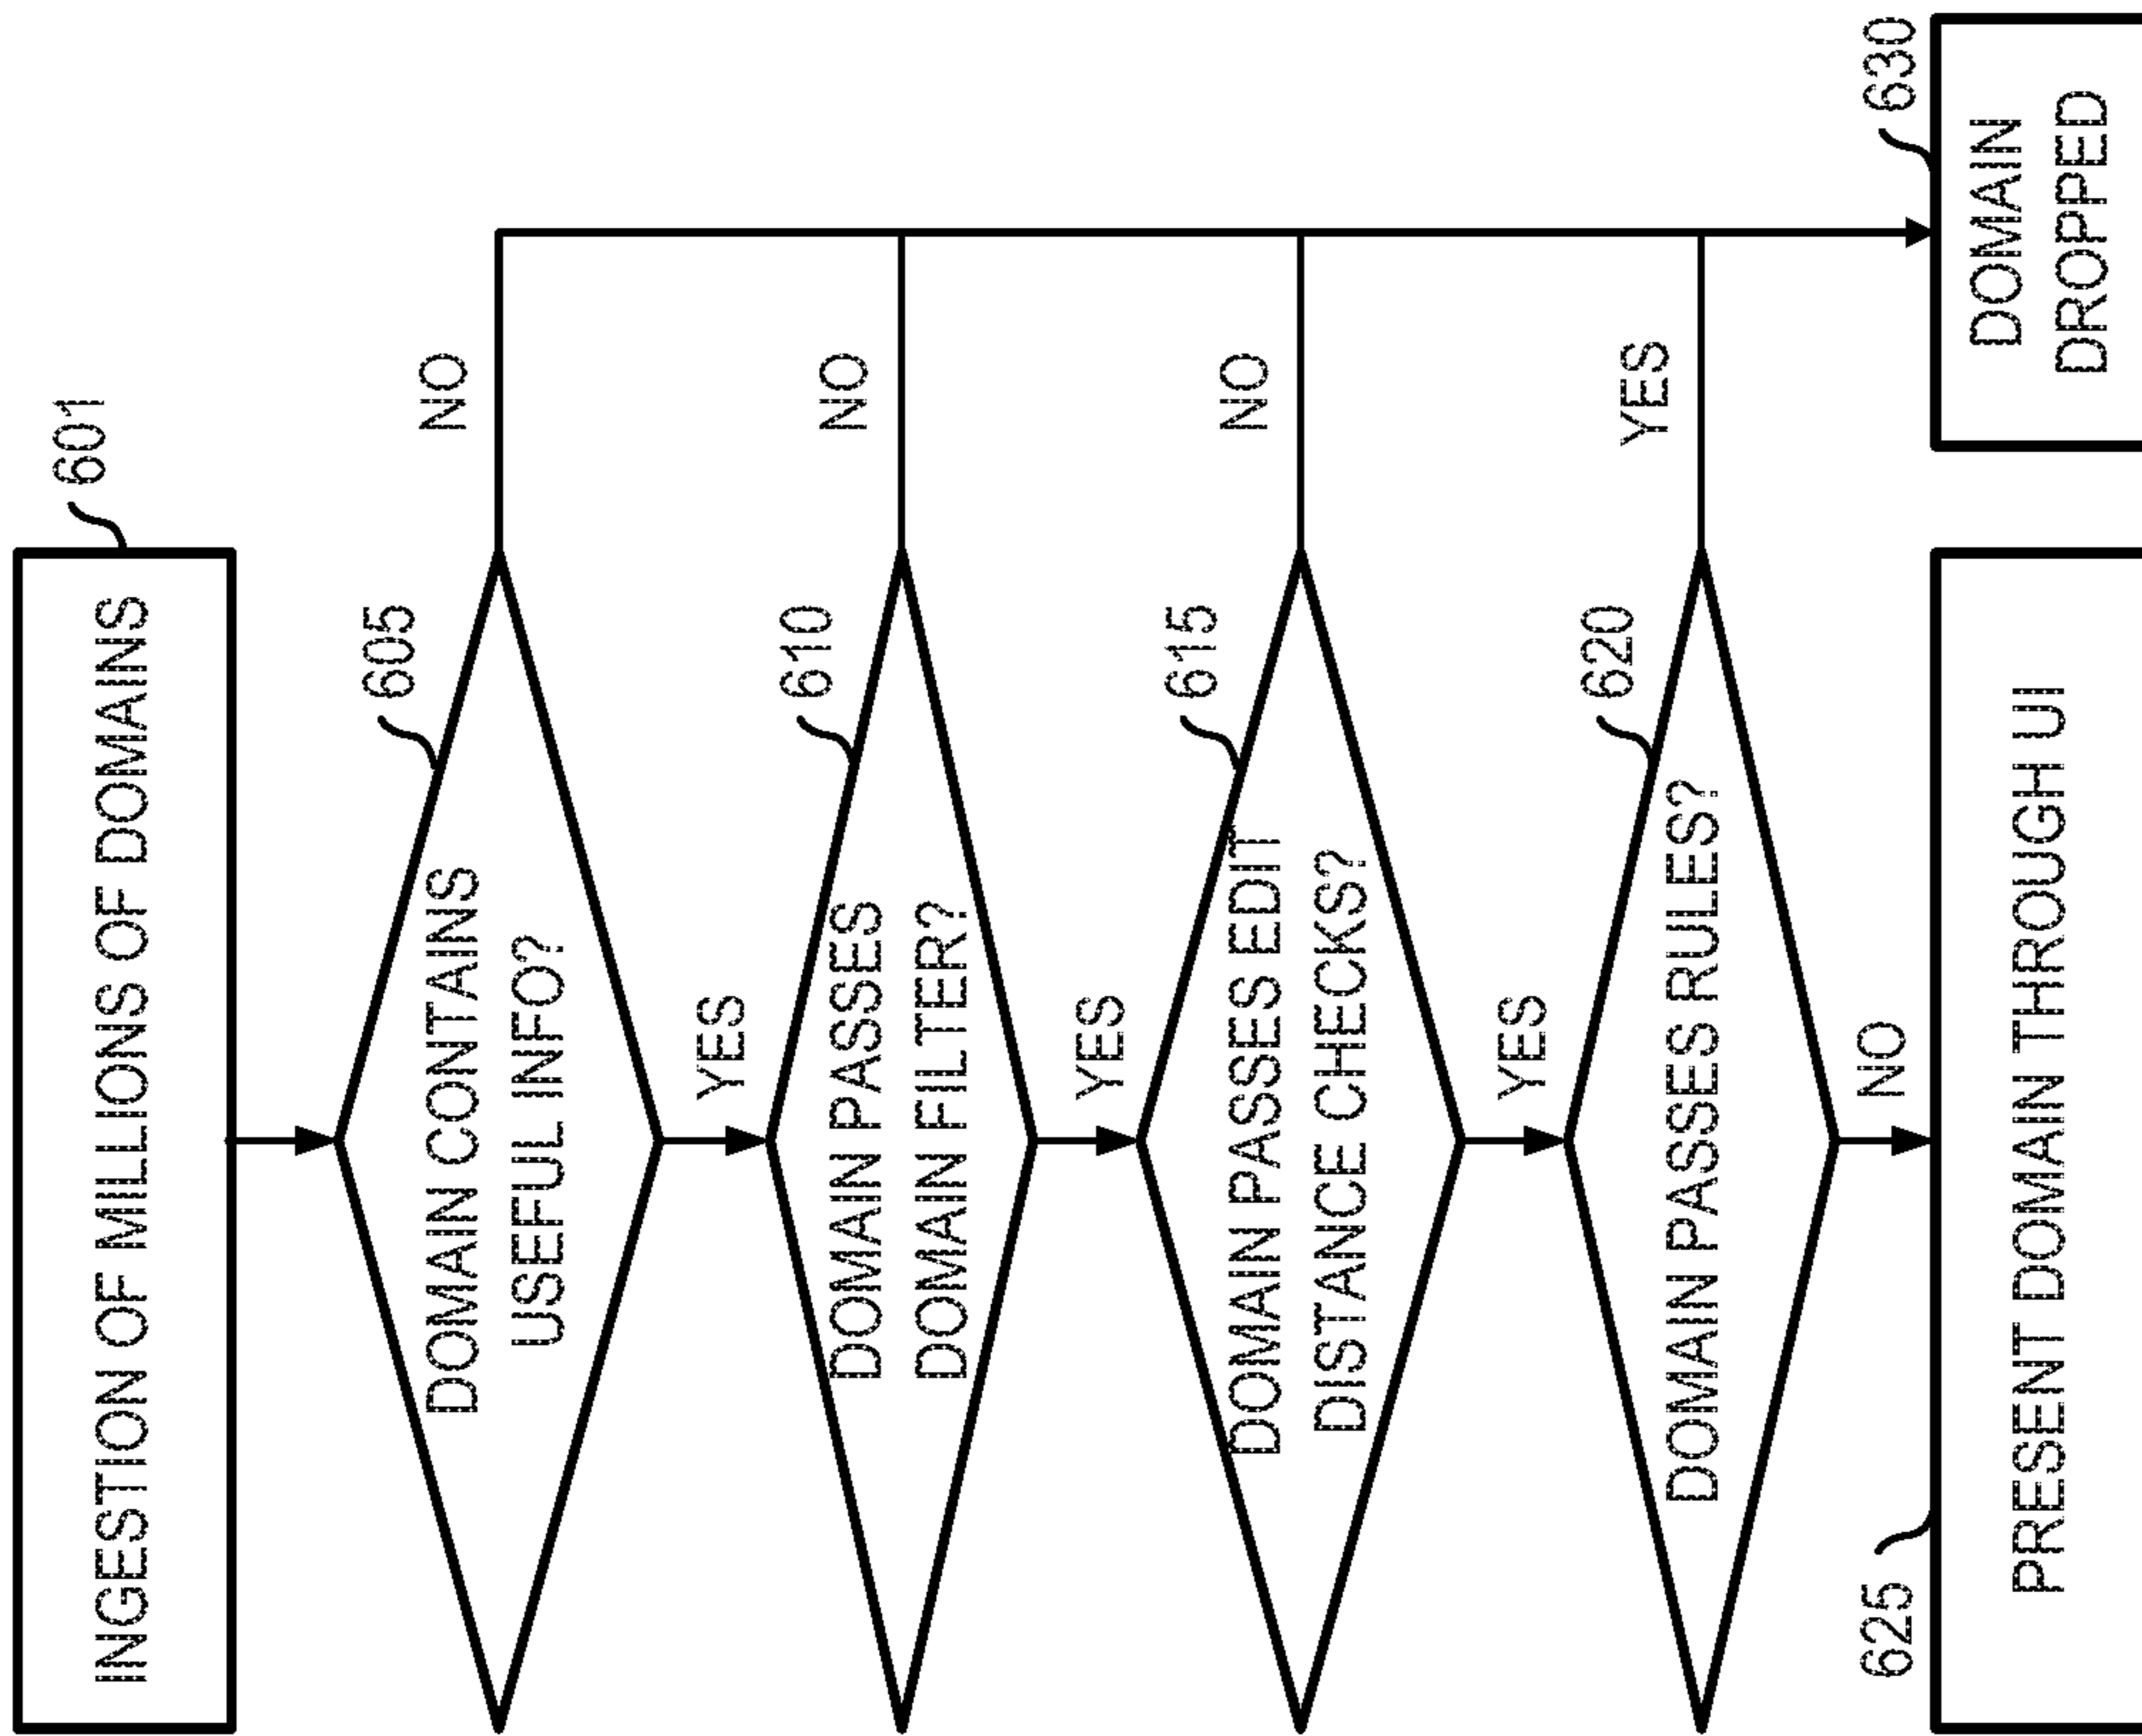 INGESTION OF MILLIONS OF DOMAINS
601
DOMAIN CONTAINS
USEFUL INFO?
605
NO
YES
DOMAIN PASSES
DOMAIN FILTER?
610
NO
YES
DOMAIN PASSES EDIT
DISTANCE CHECKS?
615
NO
YES
DOMAIN PASSES RULES?
620
YES
NO
625
PRESENT DOMAIN THROUGH UI
630
DOMAIN
DROPPED